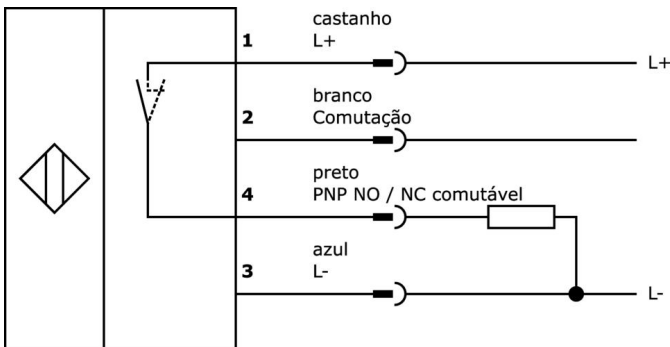 castanho
1 L+
L+
branco
2 Comutação
preto
4 PNP NO / NC comutável
azul
3 L-
L-